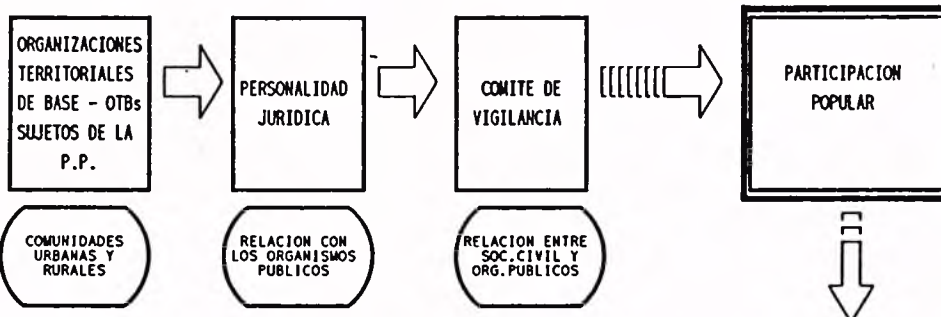 ORGANIZACIONES
TERRITORIALES
DE BASE - OTBs
SUJETOS DE LA
P.P.
PERSONALIDAD
JURIDICA
COMITE DE
VIGILANCIA
PARTICIPACION
POPULAR
COMUNIDADES
URBANAS Y
RURALES
RELACION CON
LOS ORGANISMOS
PUBLICOS
RELACION ENTRE
SOC.CIVIL Y
ORG.PUBLICOS